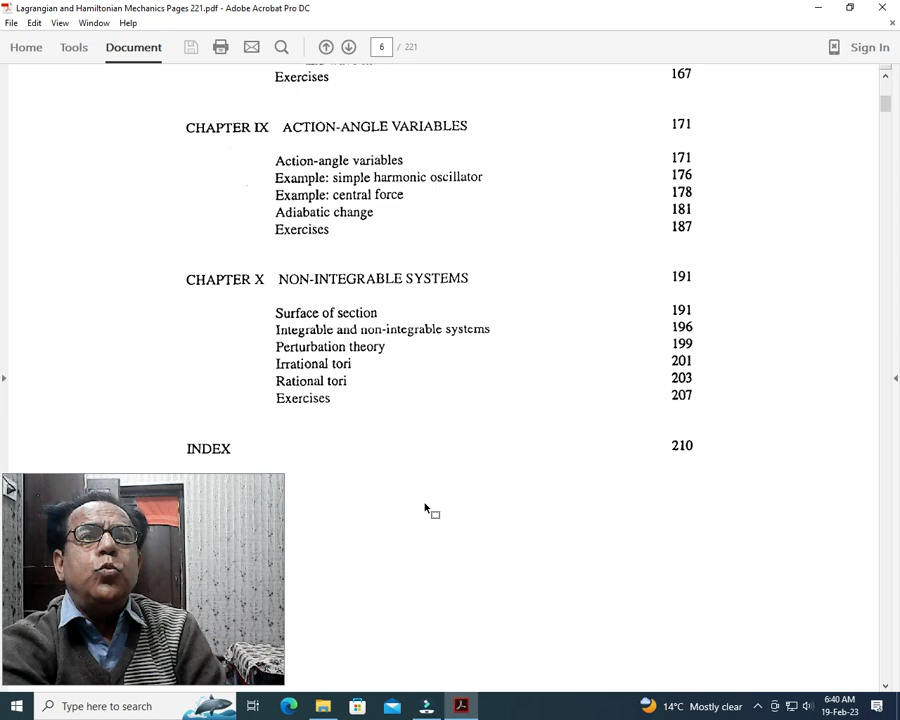 Lagrangian and Hamiltonian Mechanics Pages 221.pdf - Adobe Acrobat Pro DC
File Edit View Window Help
Home Tools Document 6 / 221 Sign In
Exercises 167
CHAPTER IX ACTION-ANGLE VARIABLES 171
Action-angle variables 171
Example: simple harmonic oscillator 176
Example: central force 178
Adiabatic change 181
Exercises 187
CHAPTER X NON-INTEGRABLE SYSTEMS 191
Surface of section 191
Integrable and non-integrable systems 196
Perturbation theory 199
Irrational tori 201
Rational tori 203
Exercises 207
INDEX 210
Type here to search 14°C Mostly clear 6:40 AM
19-Feb-23